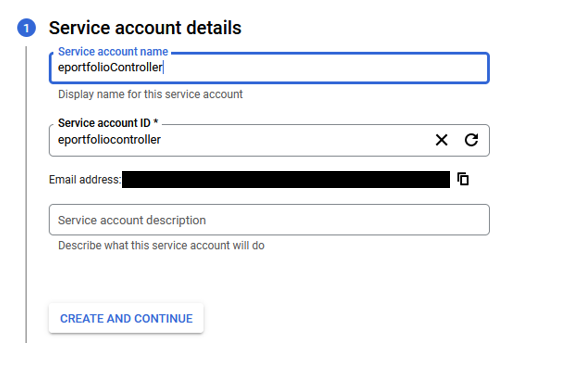 1 Service account details
Service account name
eportfolioController
Display name for this service account
Service account ID *
eportfoliocontroller
Email address:
Service account description
Describe what this service account will do
CREATE AND CONTINUE